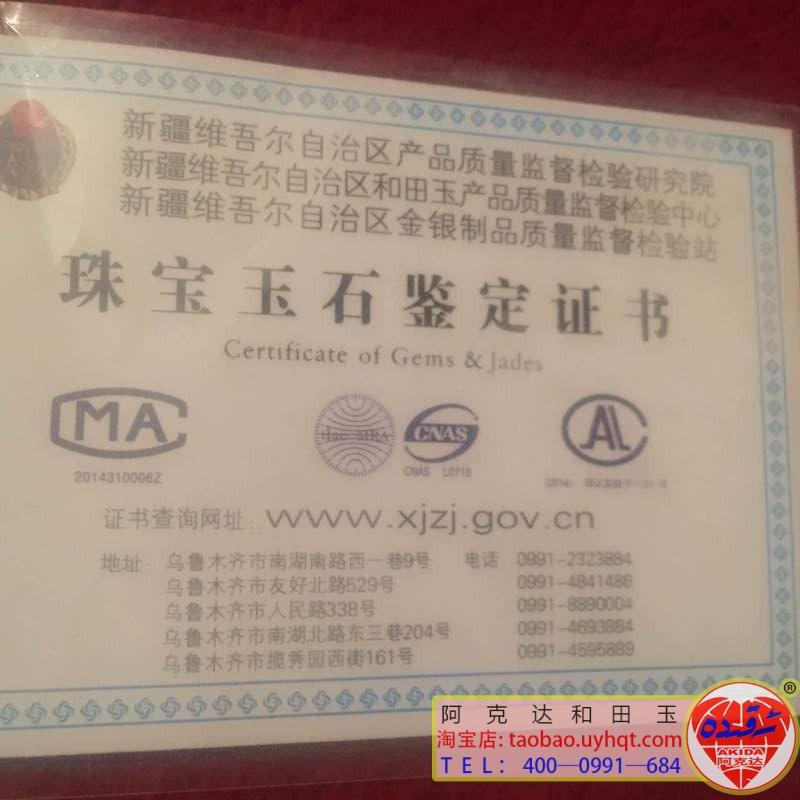 新疆维吾尔自治区产品质量监督检验研究院
新疆维吾尔自治区和田玉产品质量监督检验中心
新疆维吾尔自治区金银制品质量监督检验站
珠宝玉石鉴定证书
Certificate of Gems & Jades
MA
2014310006Z
ilac-MRA
CNAS
CNAS L0718
AL
(2014)
证书查询网址: www.xjzj.gov.cn
地址: 乌鲁木齐市南湖南路西一巷9号 电话 0991-2323884
乌鲁木齐市友好北路529号 0991-4841486
乌鲁木齐市人民路338号 0991-8890004
乌鲁木齐市南湖北路东三巷204号 0991-4693884
乌鲁木齐市揽秀园西街161号 0991-4595889
阿克达和田玉
淘宝店: taobao.uyhqt.com
TEL: 400—0991—684
®
ئاقىدە
AKIDA
阿克达